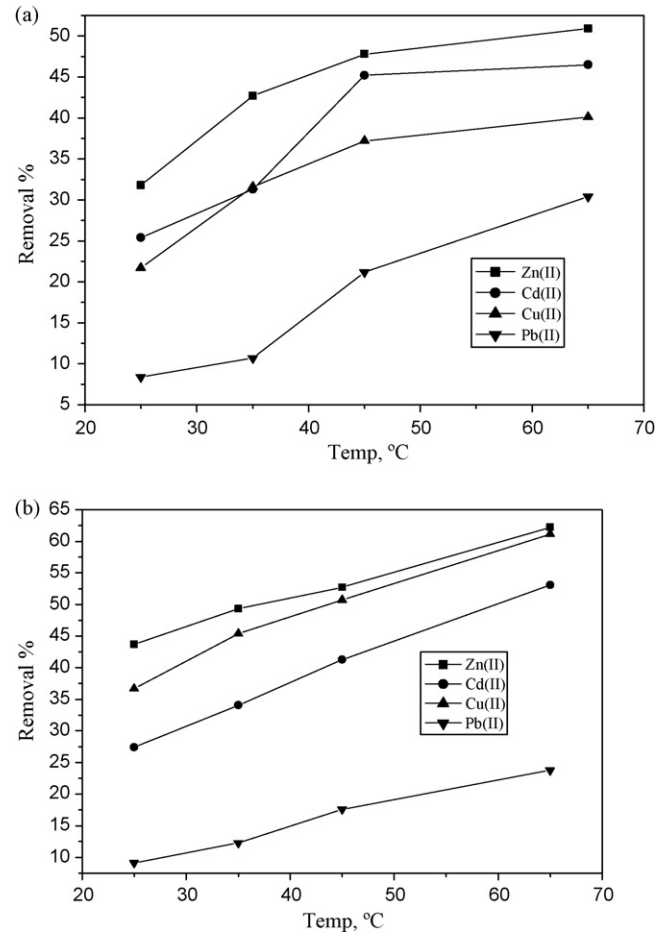 (a)
50
45
40
35
30
25
20
15
10
5
Removal %
Zn(II)
Cd(II)
Cu(II)
Pb(II)
20 30 40 50 60 70
Temp, ºC
(b)
65
60
55
50
45
40
35
30
25
20
15
10
Removal %
Zn(II)
Cd(II)
Cu(II)
Pb(II)
20 30 40 50 60 70
Temp, ºC